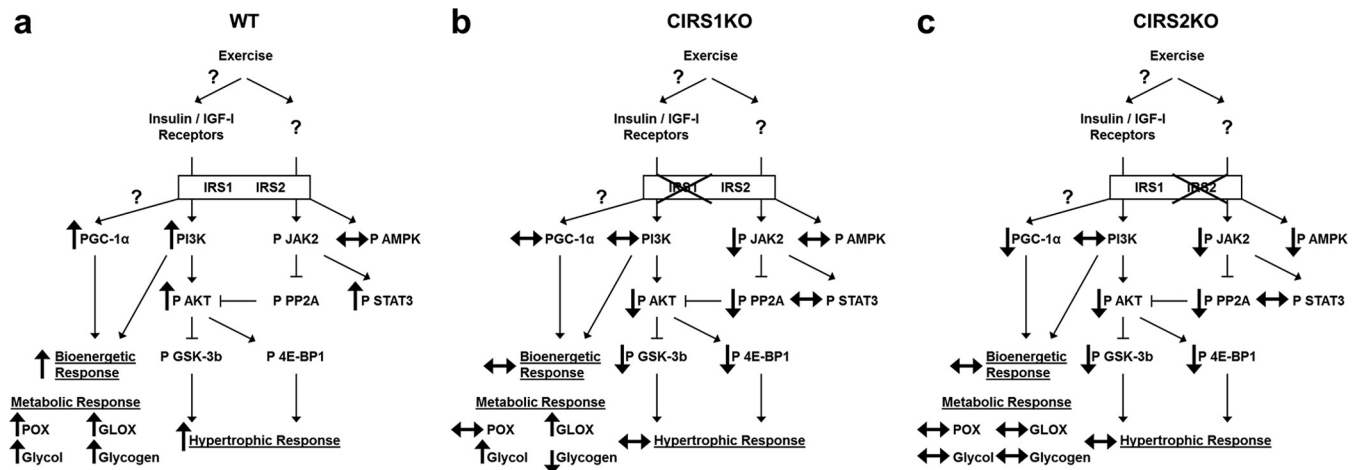 a
WT
Exercise
?
Insulin / IGF-I
Receptors
?
IRS1 IRS2
?
PGC-1α PI3K P JAK2 P AMPK
P AKT P PP2A P STAT3
Bioenergetic
Response
P GSK-3b P 4E-BP1
Metabolic Response
POX GLOX
Glycol Glycogen
Hypertrophic Response
b
CIRS1KO
Exercise
?
Insulin / IGF-I
Receptors
?
IRS1 IRS2
?
PGC-1α PI3K P JAK2 P AMPK
P AKT P PP2A P STAT3
Bioenergetic
Response
P GSK-3b P 4E-BP1
Metabolic Response
POX GLOX
Glycol Glycogen
Hypertrophic Response
c
CIRS2KO
Exercise
?
Insulin / IGF-I
Receptors
?
IRS1 IRS2
?
PGC-1α PI3K P JAK2 P AMPK
P AKT P PP2A P STAT3
Bioenergetic
Response
P GSK-3b P 4E-BP1
Metabolic Response
POX GLOX
Glycol Glycogen
Hypertrophic Response